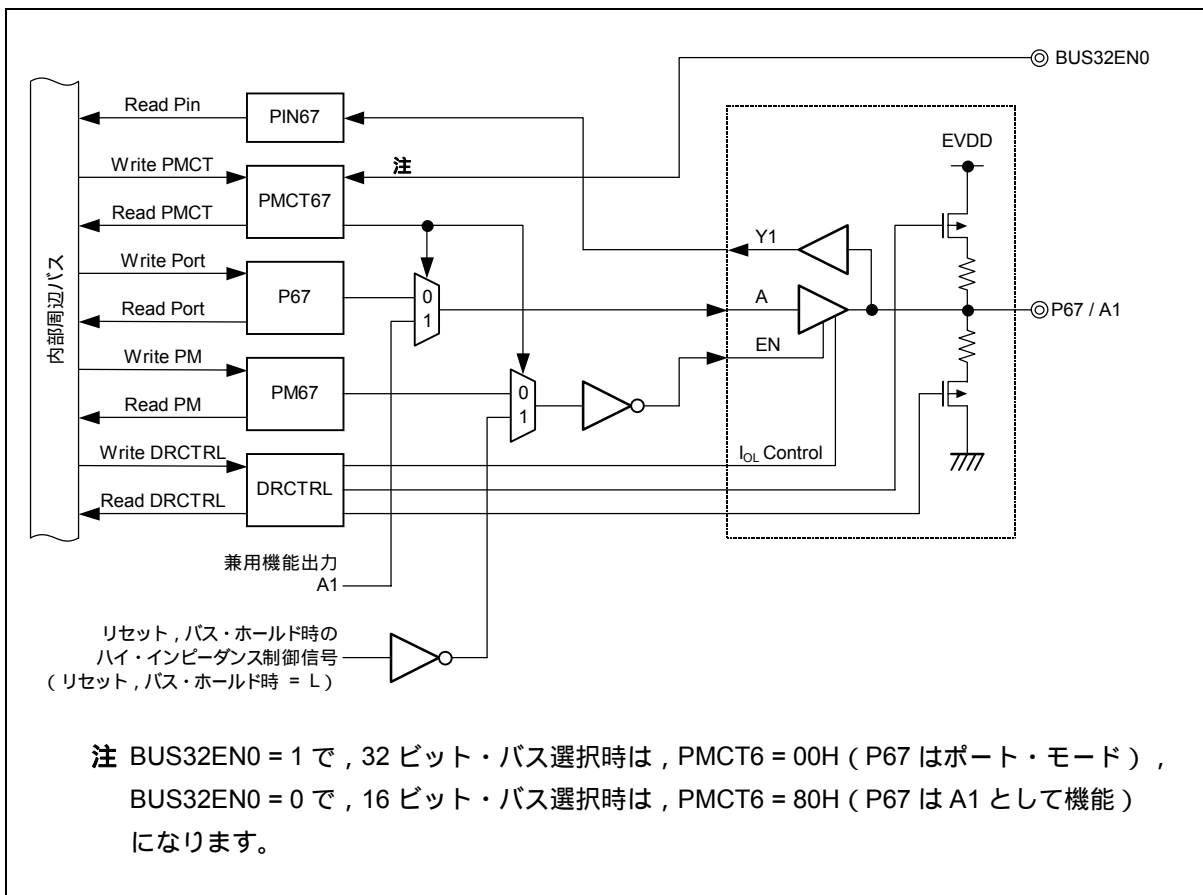 BUS32EN0
Read Pin
PIN67
EVDD
Write PMCT
注
PMCT67
Read PMCT
Y1
Write Port
P67
0
1
A
P67 / A1
Read Port
内部周辺バス
EN
Write PM
PM67
0
1
Read PM
Write DRCTRL
IOL Control
DRCTRL
Read DRCTRL
兼用機能出力
A1
リセット , バス・ホールド時の
ハイ・インピーダンス制御信号
( リセット , バス・ホールド時 = L )
注 BUS32EN0 = 1 で , 32 ビット・バス選択時は , PMCT6 = 00H ( P67 はポート・モード ) ,
BUS32EN0 = 0 で , 16 ビット・バス選択時は , PMCT6 = 80H ( P67 は A1 として機能 )
になります。